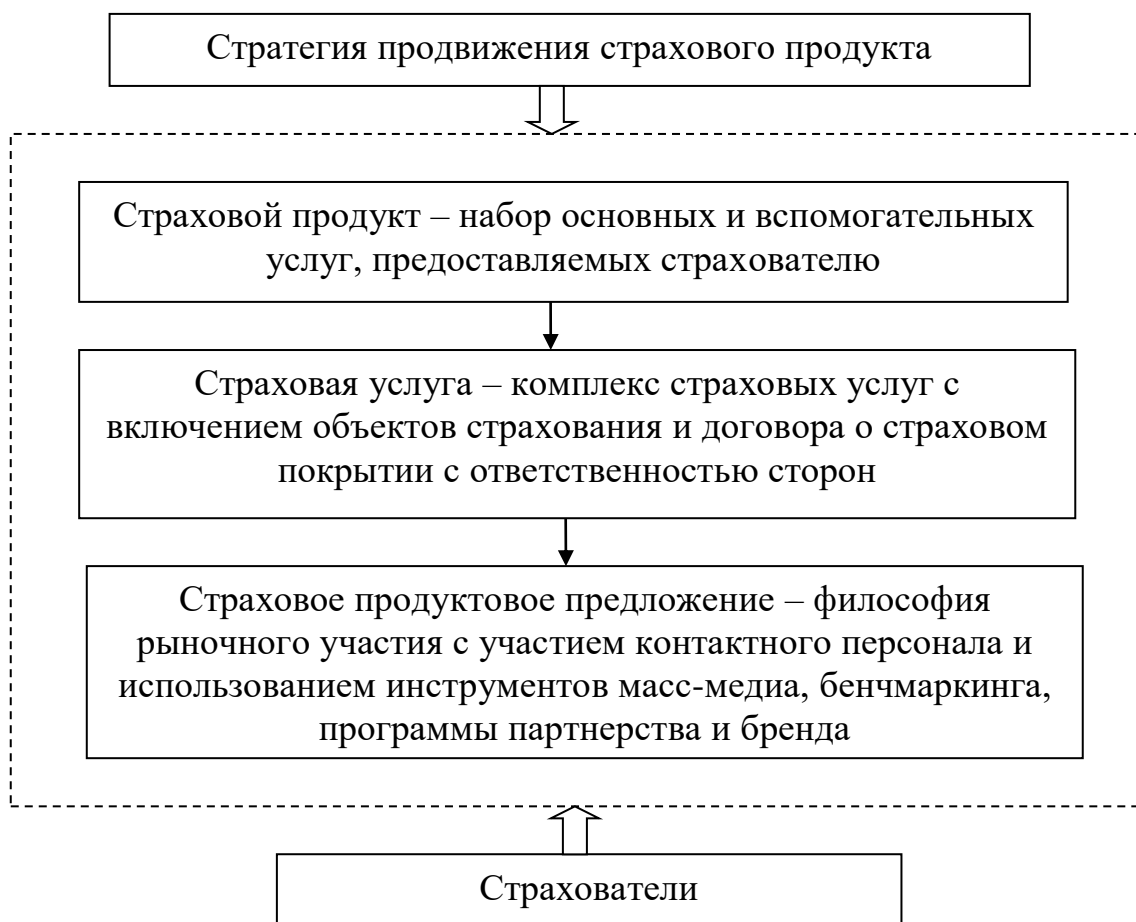 Стратегия продвижения страхового продукта
Страховой продукт – набор основных и вспомогательных
услуг, предоставляемых страхователю
Страховая услуга – комплекс страховых услуг с
включением объектов страхования и договора о страховом
покрытии с ответственностью сторон
Страховое продуктовое предложение – философия
рыночного участия с участием контактного персонала и
использованием инструментов масс-медиа, бенчмаркинга,
программы партнерства и бренда
Страхователи